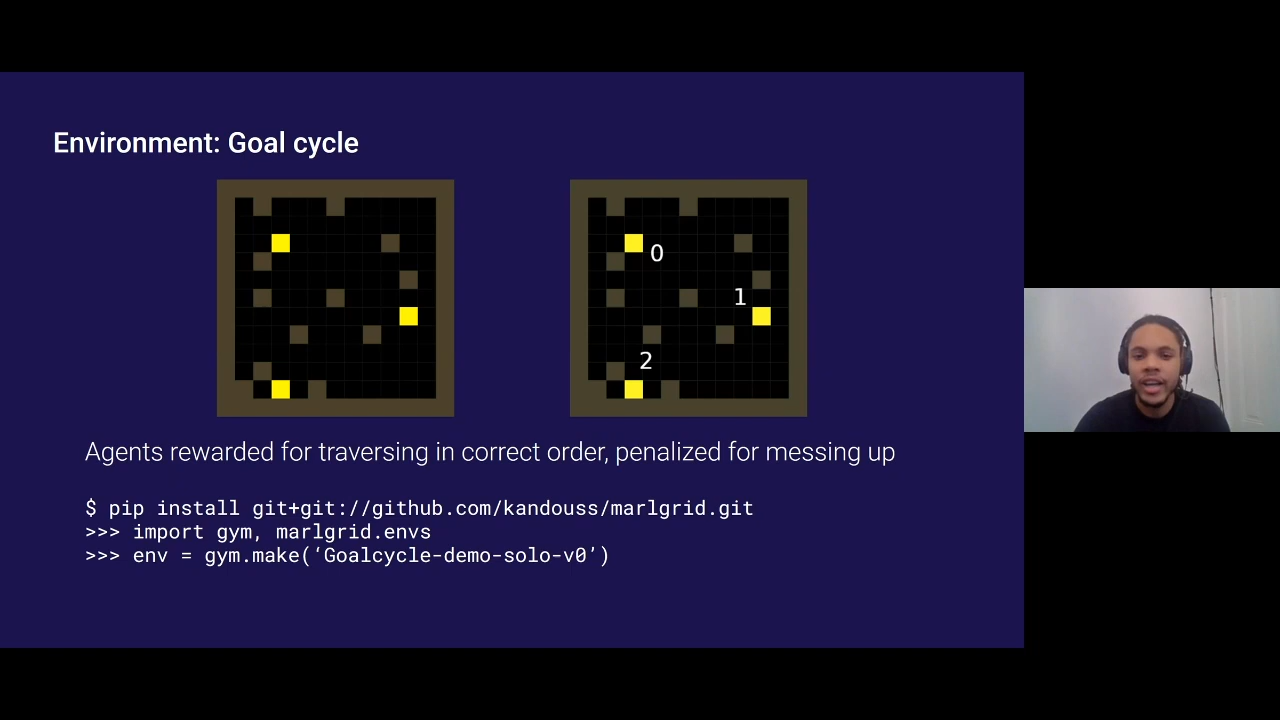 Environment: Goal cycle
0
1
2
Agents rewarded for traversing in correct order, penalized for messing up
$ pip install git+git://github.com/kandouss/marlgrid.git
>>> import gym, marlgrid.envs
>>> env = gym.make(‘Goalcycle-demo-solo-v0’)